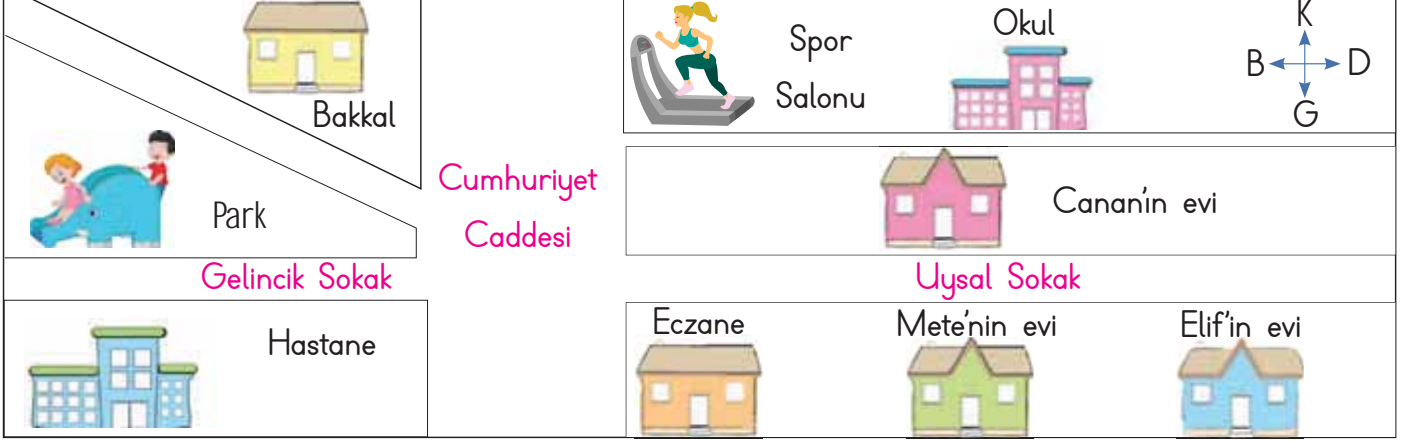 Bakkal
Park
Cumhuriyet
Caddesi
Gelincik Sokak
Hastane
Spor
Salonu
Okul
K
B D
G
Canan'ın evi
Uysal Sokak
Eczane
Mete'nin evi
Elif'in evi